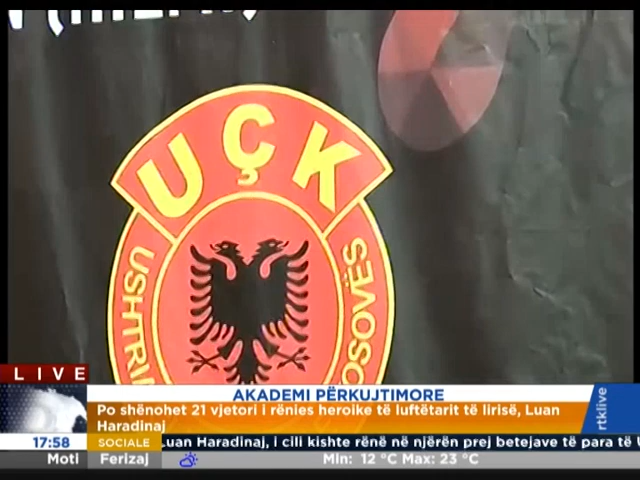 UÇK
USHTRI
KOSOVËS
LIVE
AKADEMI PËRKUJTIMORE
Po shënohet 21 vjetori i rënies heroike të luftëtarit të lirisë, Luan
Haradinaj
rtklive
17:58 SOCIALE Luan Haradinaj, i cili kishte rënë në njërën prej betejave të para të U
Moti Ferizaj Min: 12 °C Max: 23 °C